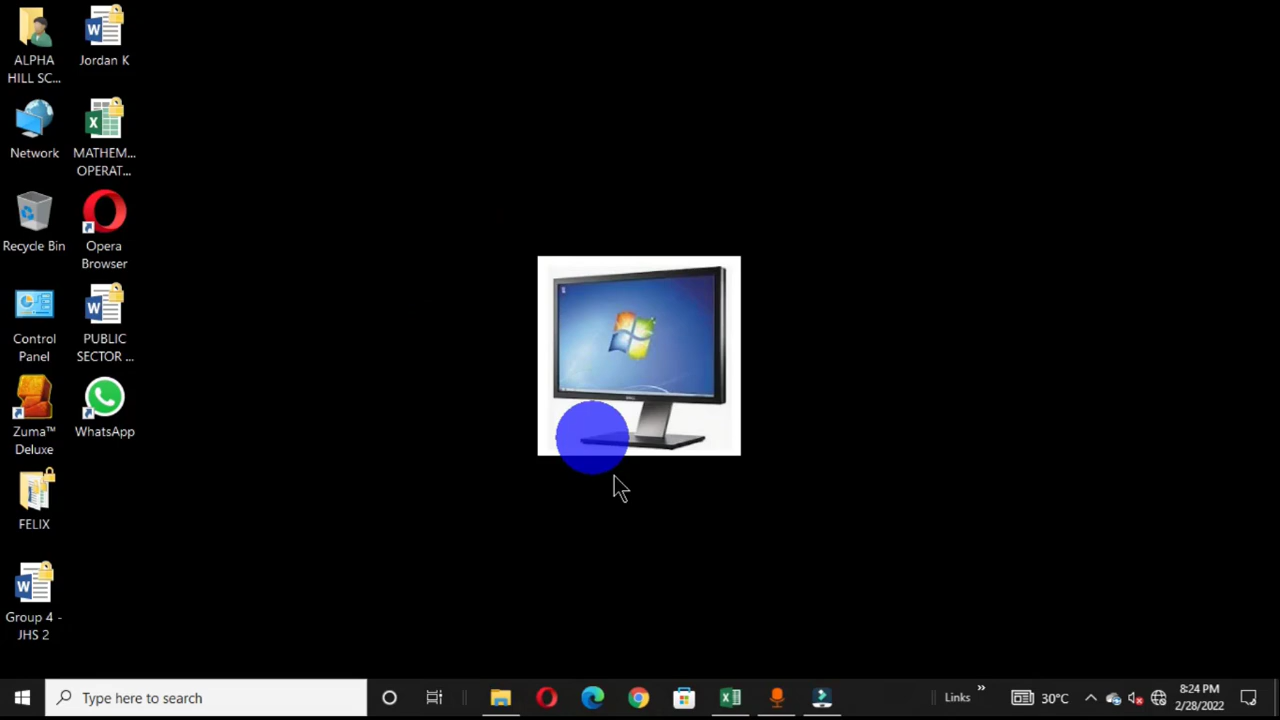 ALPHA
HILL SC...
Jordan K
Network
MATHEM...
OPERAT...
Recycle Bin
Opera
Browser
Control
Panel
PUBLIC
SECTOR ...
Zuma™
Deluxe
WhatsApp
FELIX
Group 4 -
JHS 2
Type here to search
Links
30°C
8:24 PM
2/28/2022